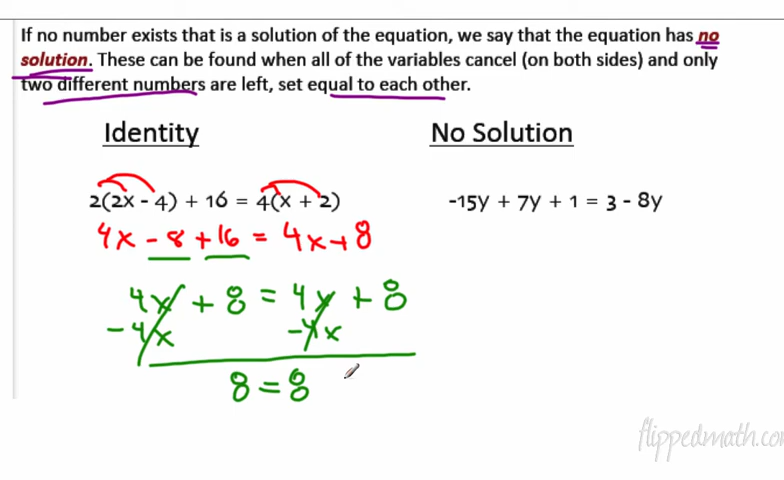 If no number exists that is a solution of the equation, we say that the equation has no
solution. These can be found when all of the variables cancel (on both sides) and only
two different numbers are left, set equal to each other.
Identity
2(2x - 4) + 16 = 4(x + 2)
4x - 8 + 16 = 4x + 8
4x + 8 = 4x + 8
-4x -4x
8 = 8
No Solution
-15y + 7y + 1 = 3 - 8y
flippedmath.com